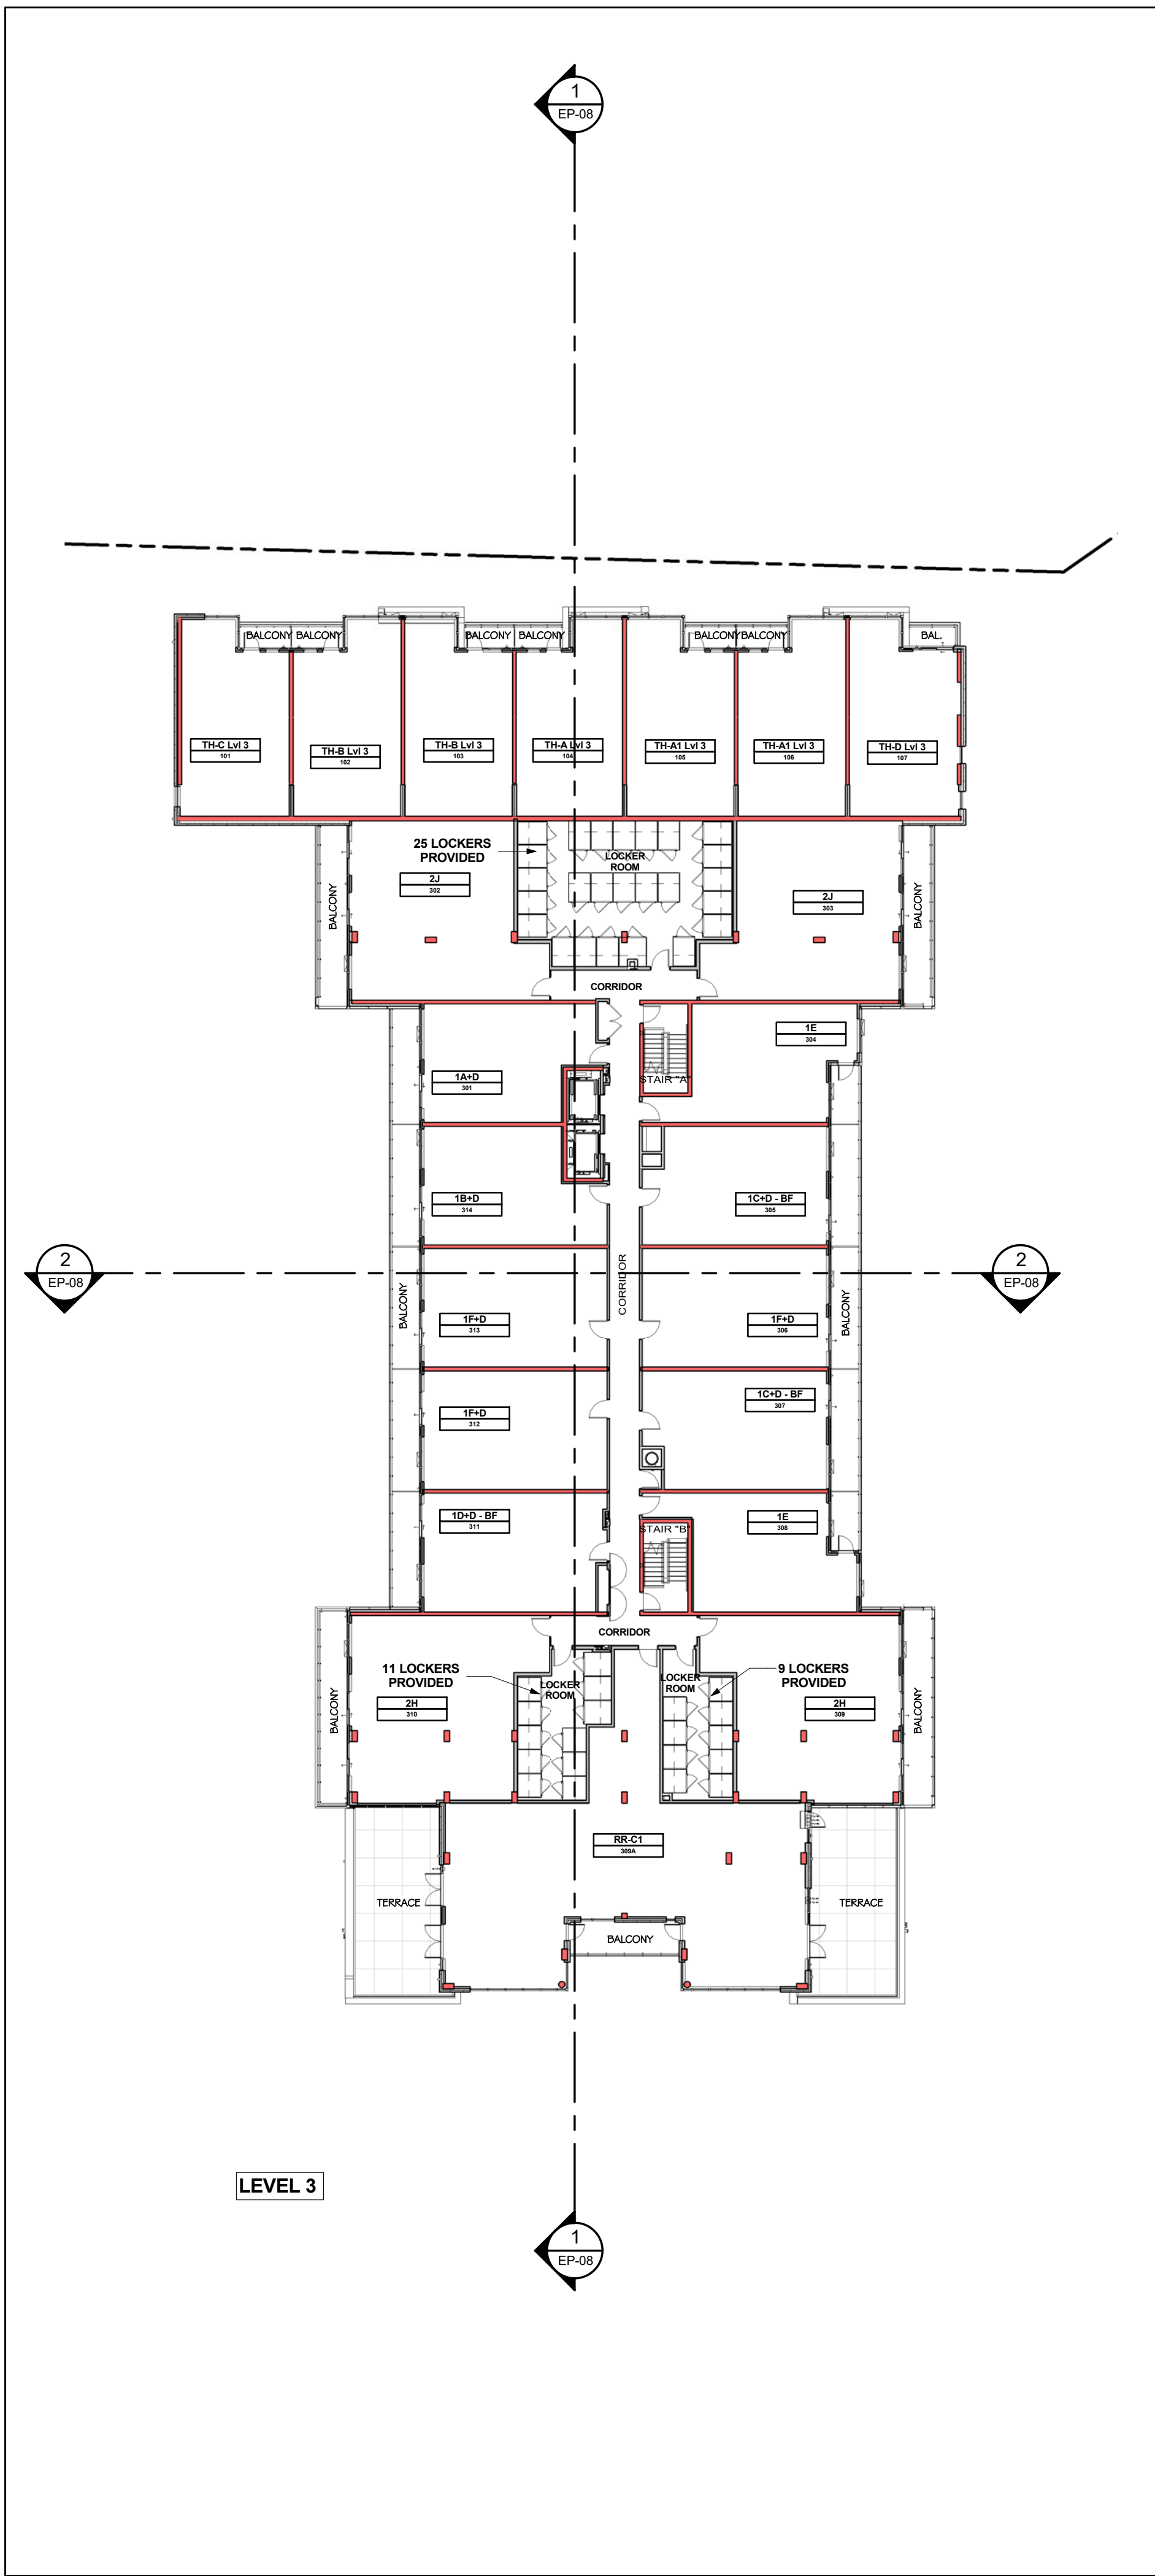 1
EP-08
BALCONY
BALCONY
BALCONY
BALCONY
BALCONY
BALCONY
BAL.
TH-C Lvl 3
101
TH-B Lvl 3
102
TH-B Lvl 3
103
TH-A Lvl 3
104
TH-A1 Lvl 3
105
TH-A1 Lvl 3
106
TH-D Lvl 3
107
25 LOCKERS
PROVIDED
LOCKER
ROOM
2J
302
2J
303
BALCONY
BALCONY
CORRIDOR
1E
304
1A+D
301
STAIR "A"
1B+D
314
1C+D - BF
305
2
EP-08
2
EP-08
CORRIDOR
BALCONY
BALCONY
1F+D
313
1F+D
306
1F+D
312
1C+D - BF
307
1D+D - BF
311
1E
308
STAIR "B"
CORRIDOR
11 LOCKERS
PROVIDED
LOCKER
ROOM
LOCKER
ROOM
9 LOCKERS
PROVIDED
2H
310
2H
309
BALCONY
BALCONY
RR-C1
309A
TERRACE
TERRACE
BALCONY
LEVEL 3
1
EP-08